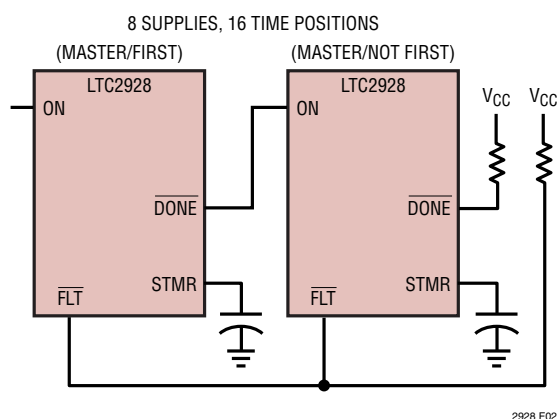 8 SUPPLIES, 16 TIME POSITIONS
(MASTER/FIRST) (MASTER/NOT FIRST)
LTC2928 LTC2928
VCC VCC
ON ON
DONE DONE
STMR STMR
FLT FLT
2928 F02